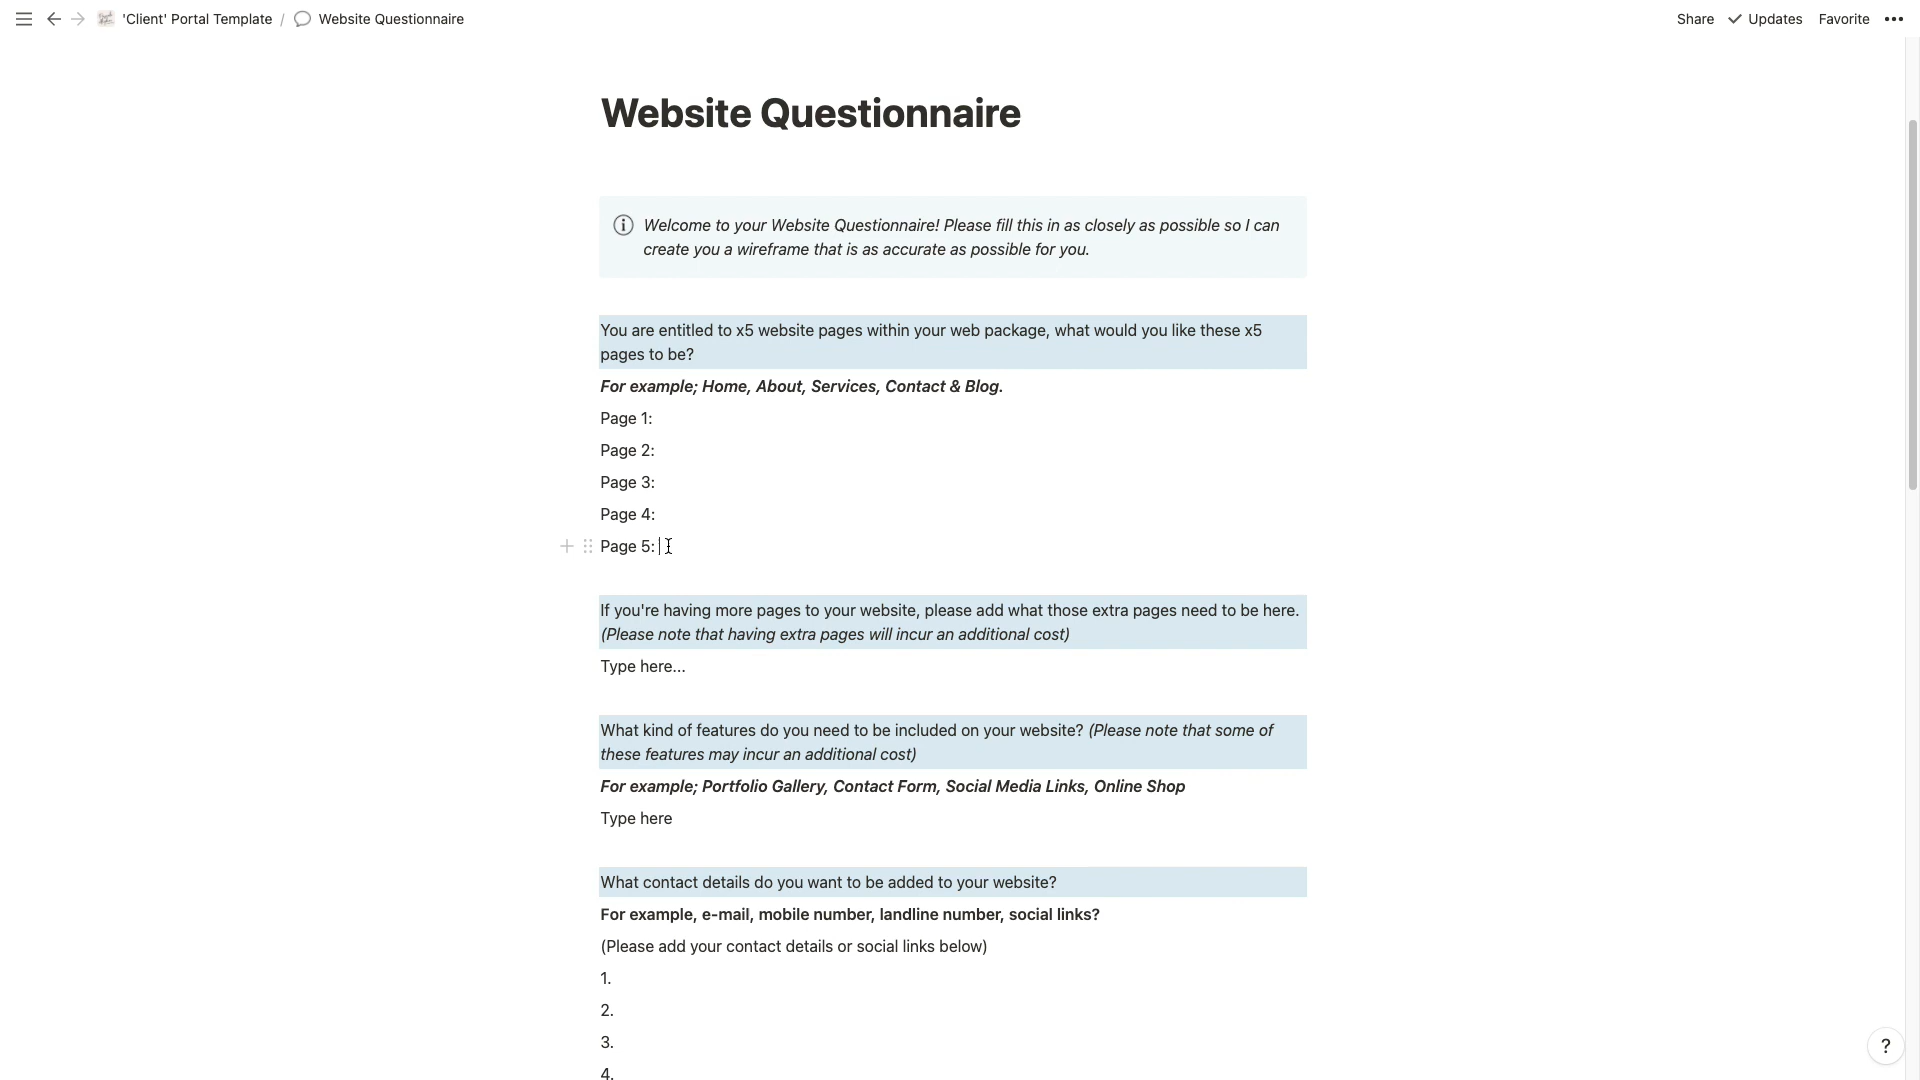 'Client' Portal Template / Website Questionnaire
Share Updates Favorite
Website Questionnaire
Welcome to your Website Questionnaire! Please fill this in as closely as possible so I can
create you a wireframe that is as accurate as possible for you.
You are entitled to x5 website pages within your web package, what would you like these x5
pages to be?
For example; Home, About, Services, Contact & Blog.
Page 1:
Page 2:
Page 3:
Page 4:
Page 5:
If you're having more pages to your website, please add what those extra pages need to be here.
(Please note that having extra pages will incur an additional cost)
Type here...
What kind of features do you need to be included on your website? (Please note that some of
these features may incur an additional cost)
For example; Portfolio Gallery, Contact Form, Social Media Links, Online Shop
Type here
What contact details do you want to be added to your website?
For example, e-mail, mobile number, landline number, social links?
(Please add your contact details or social links below)
1.
2.
3.
4.
?